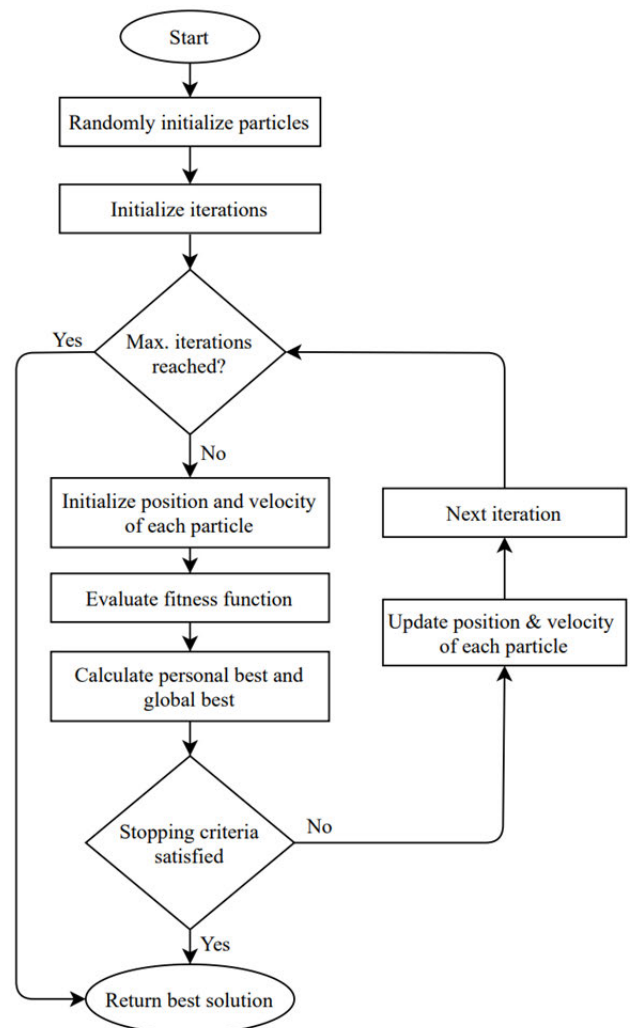 Start
Randomly initialize particles
Initialize iterations
Yes
Max. iterations
reached?
No
Initialize position and velocity
of each particle
Next iteration
Evaluate fitness function
Update position & velocity
of each particle
Calculate personal best and
global best
Stopping criteria
satisfied
No
Yes
Return best solution